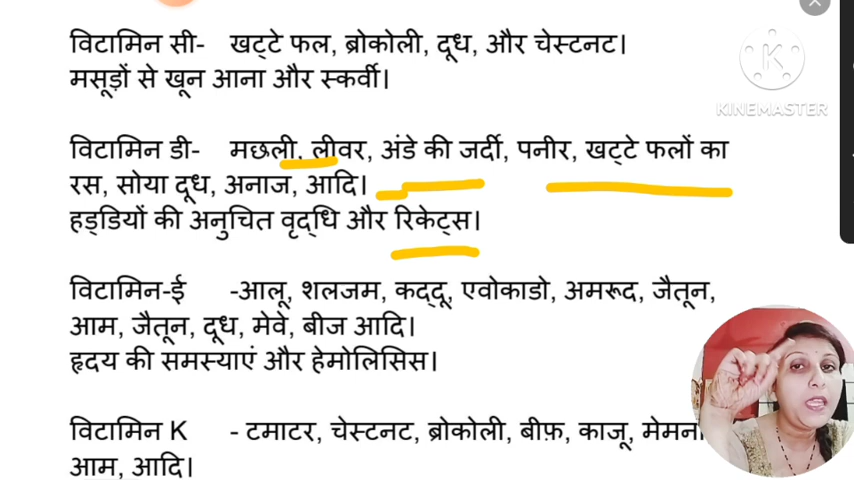 विटामिन सी- खट्टे फल, ब्रोकोली, दूध, और चेस्टनट।
मसूड़ों से खून आना और स्कर्वी।
K
KINEMASTER
विटामिन डी- मछली, लीवर, अंडे की जर्दी, पनीर, खट्टे फलों का
रस, सोया दूध, अनाज, आदि।
हड्डियों की अनुचित वृद्धि और रिकेट्स।
विटामिन-ई -आलू, शलजम, कद्दू, एवोकाडो, अमरूद, जैतून,
आम, जैतून, दूध, मेवे, बीज आदि।
हृदय की समस्याएं और हेमोलिसिस।
विटामिन K - टमाटर, चेस्टनट, ब्रोकोली, बीफ़, काजू, मेमना
आम, आदि।